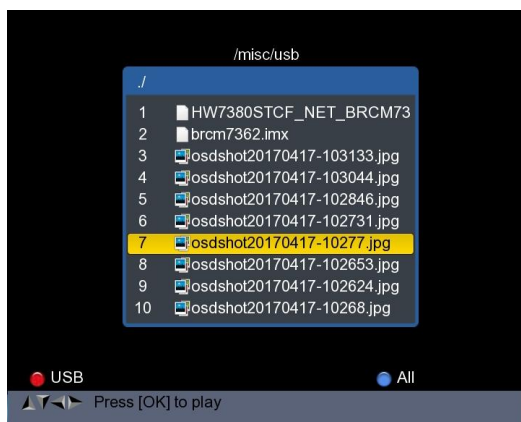 /misc/usb
./
1 HW7380STCF_NET_BRCM73
2 brcm7362.imx
3 osdshot20170417-103133.jpg
4 osdshot20170417-103044.jpg
5 osdshot20170417-102846.jpg
6 osdshot20170417-102731.jpg
7 osdshot20170417-10277.jpg
8 osdshot20170417-102653.jpg
9 osdshot20170417-102624.jpg
10 osdshot20170417-10268.jpg
USB All
Press [OK] to play